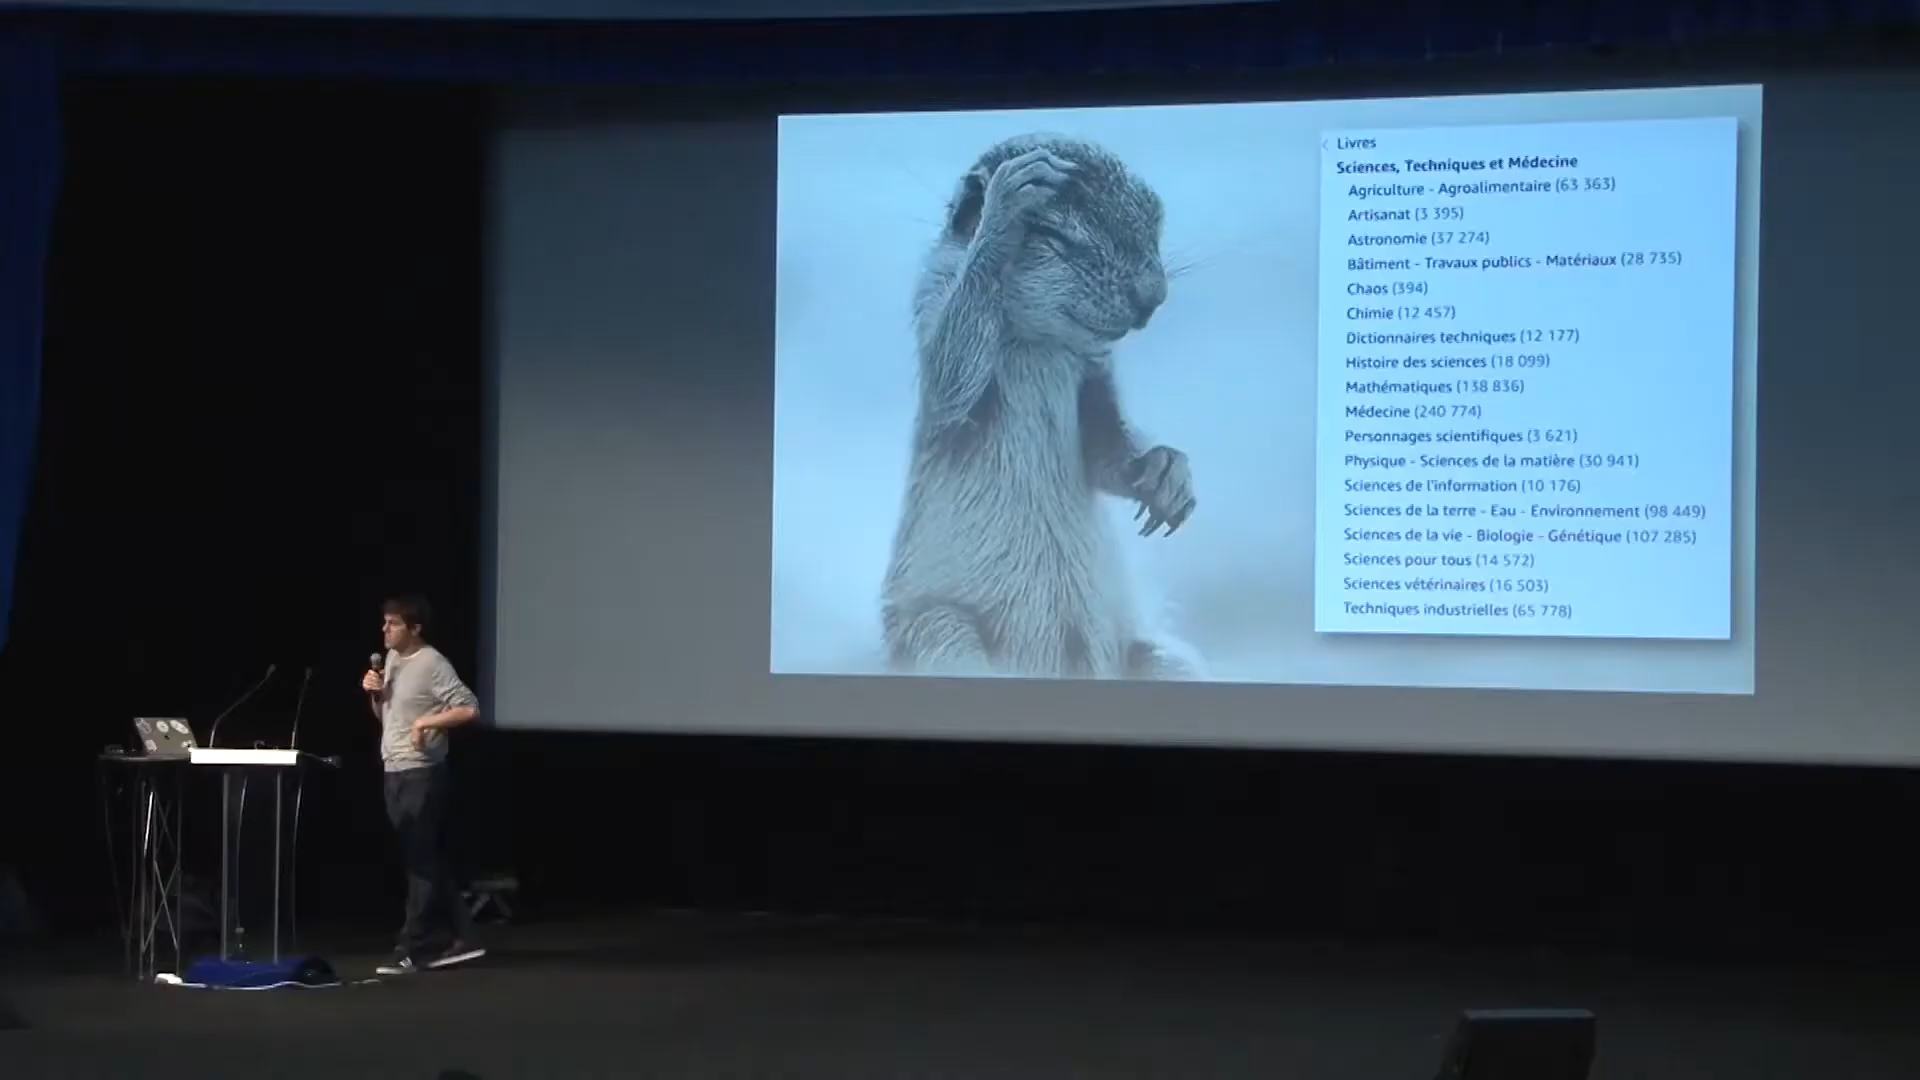 ‹ Livres
Sciences, Techniques et Médecine
Agriculture - Agroalimentaire (63 363)
Artisanat (3 395)
Astronomie (37 274)
Bâtiment - Travaux publics - Matériaux (28 735)
Chaos (394)
Chimie (12 457)
Dictionnaires techniques (12 177)
Histoire des sciences (18 099)
Mathématiques (138 836)
Médecine (240 774)
Personnages scientifiques (3 621)
Physique - Sciences de la matière (30 941)
Sciences de l'information (10 176)
Sciences de la terre - Eau - Environnement (98 449)
Sciences de la vie - Biologie - Génétique (107 285)
Sciences pour tous (14 572)
Sciences vétérinaires (16 503)
Techniques industrielles (65 778)